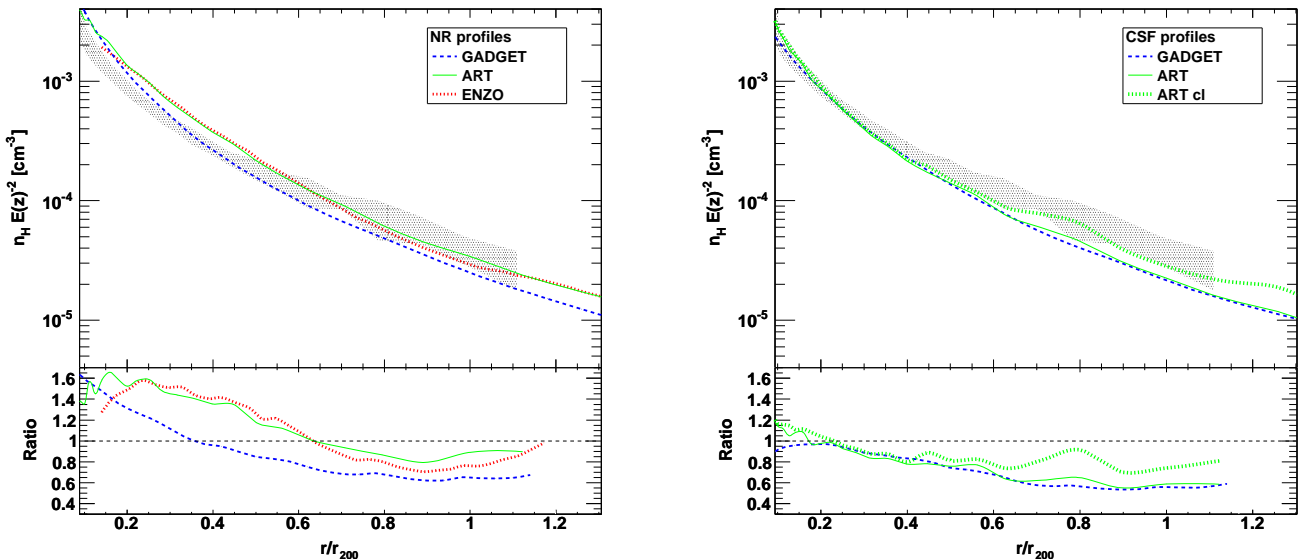 NR profiles
GADGET
ART
ENZO
n_H E(z)^-2 [cm^-3]
10^-3
10^-4
10^-5
Ratio
1.6
1.4
1.2
1
0.8
0.6
0.4
0.2 0.4 0.6 0.8 1 1.2
r/r_200
CSF profiles
GADGET
ART
ART cl
n_H E(z)^-2 [cm^-3]
10^-3
10^-4
10^-5
Ratio
1.6
1.4
1.2
1
0.8
0.6
0.4
0.2 0.4 0.6 0.8 1 1.2
r/r_200